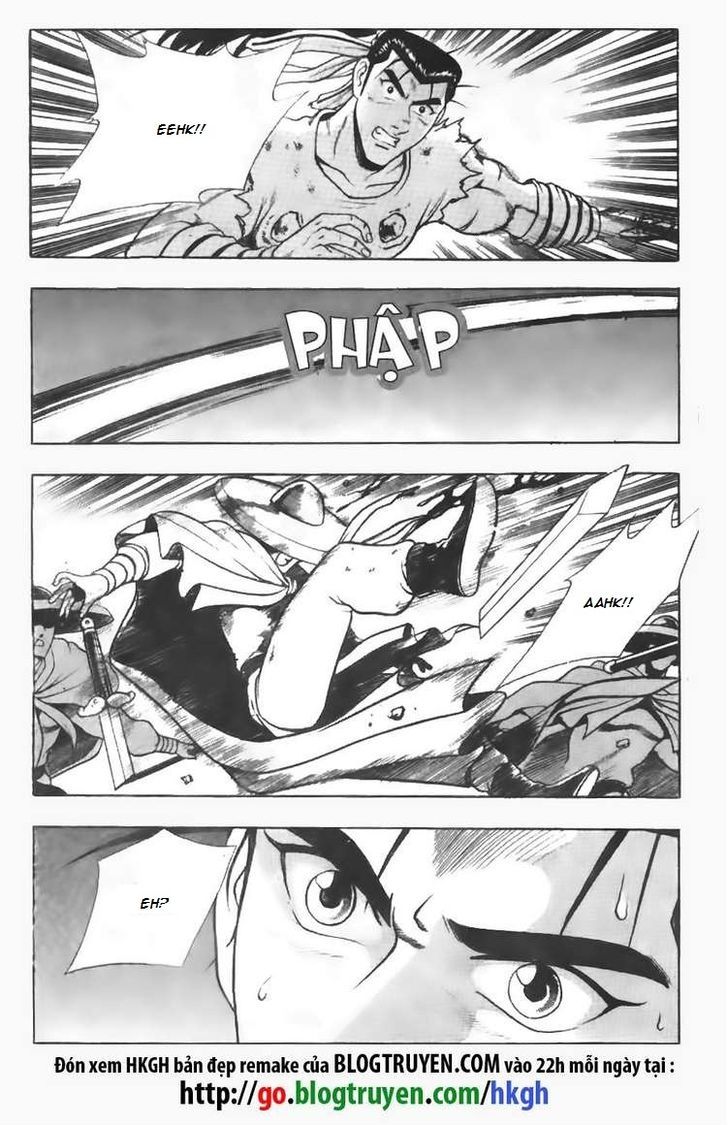 EEHK!!
PHẬP
AAHK!!
EH?
Đón xem HKGH bản đẹp remake của BLOGTRUYEN.COM vào 22h mỗi ngày tại :
http://go.blogtruyen.com/hkgh